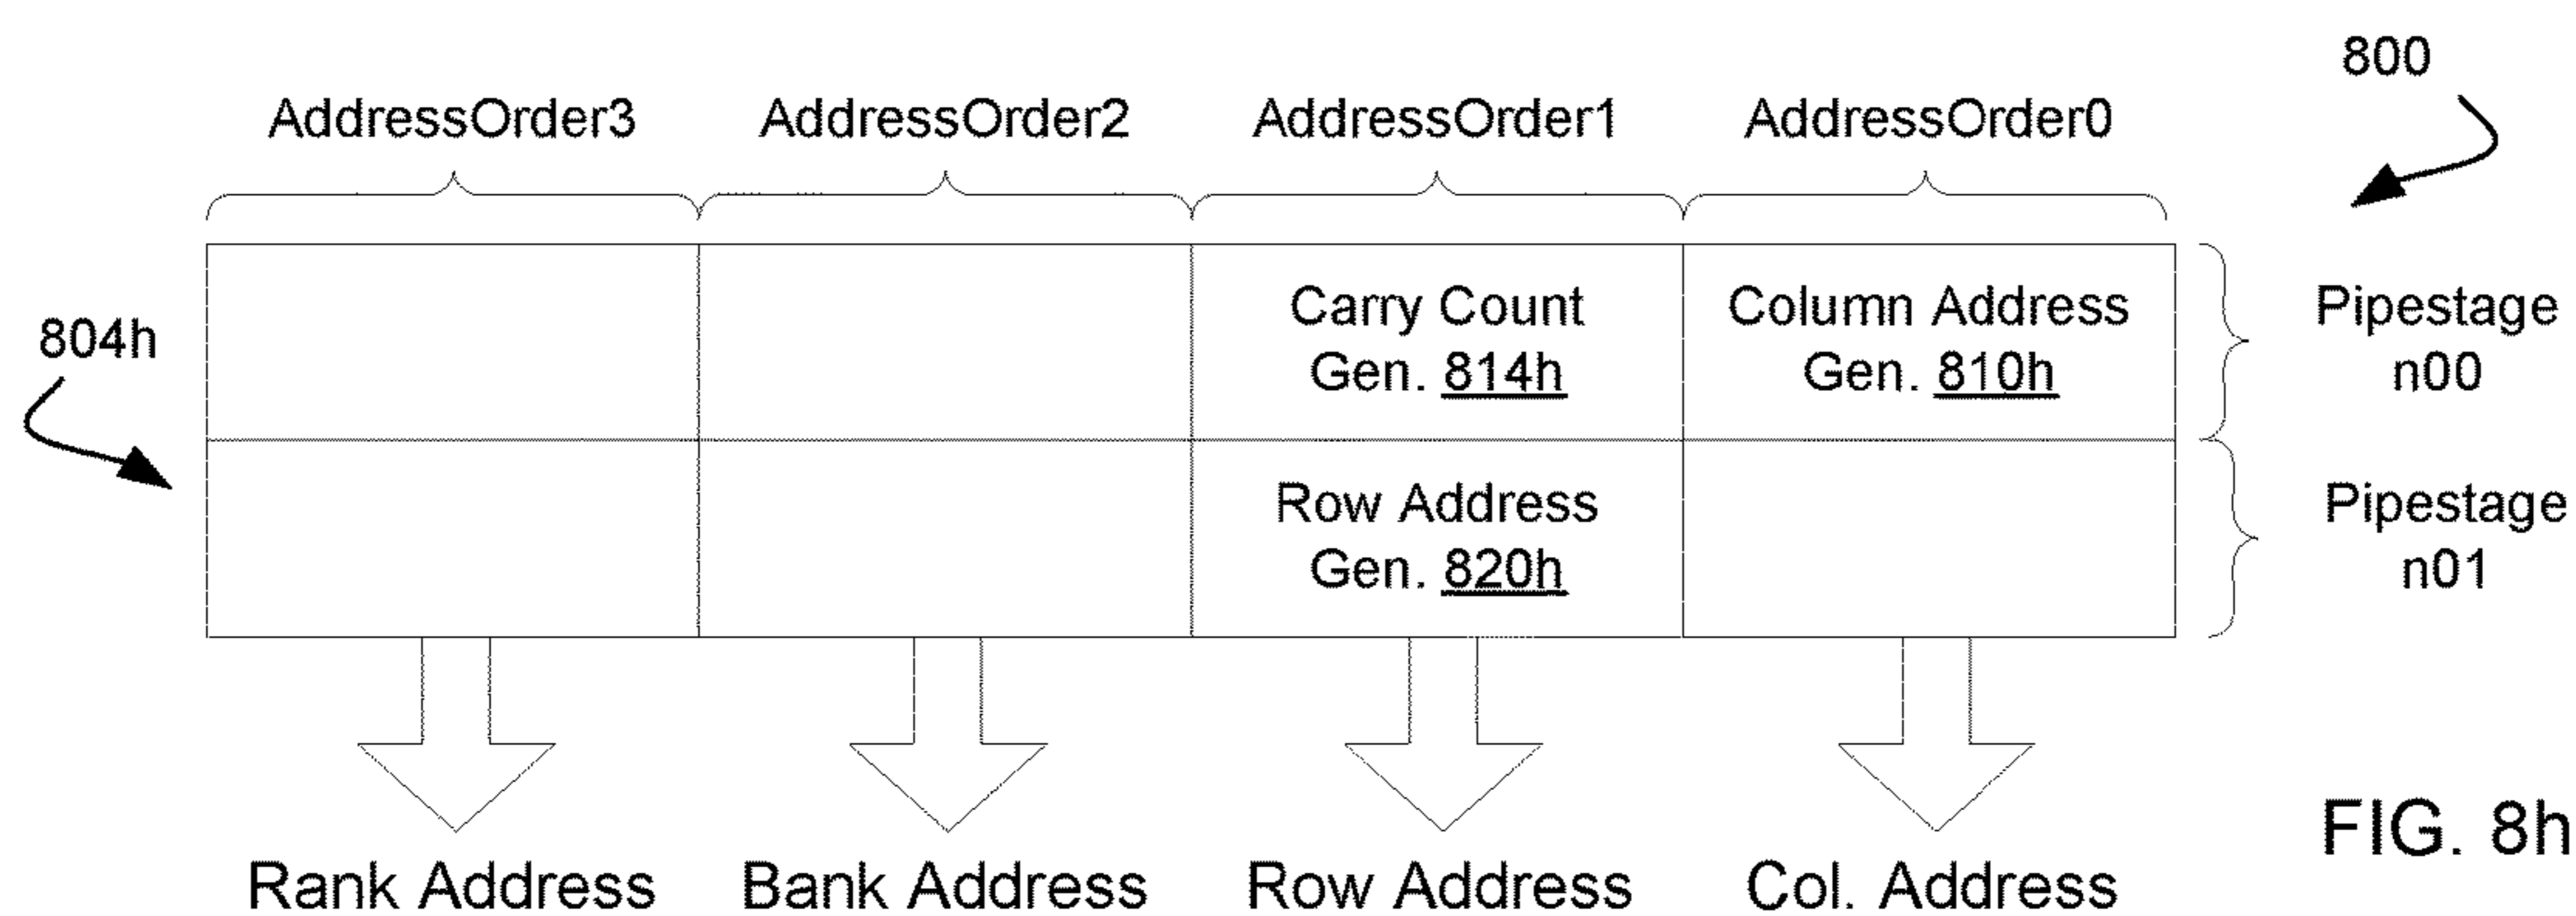 800
AddressOrder3 AddressOrder2 AddressOrder1 AddressOrder0
804h
Carry Count
Gen. 814h
Column Address
Gen. 810h
Pipestage
n00
Row Address
Gen. 820h
Pipestage
n01
Rank Address Bank Address Row Address Col. Address
FIG. 8h